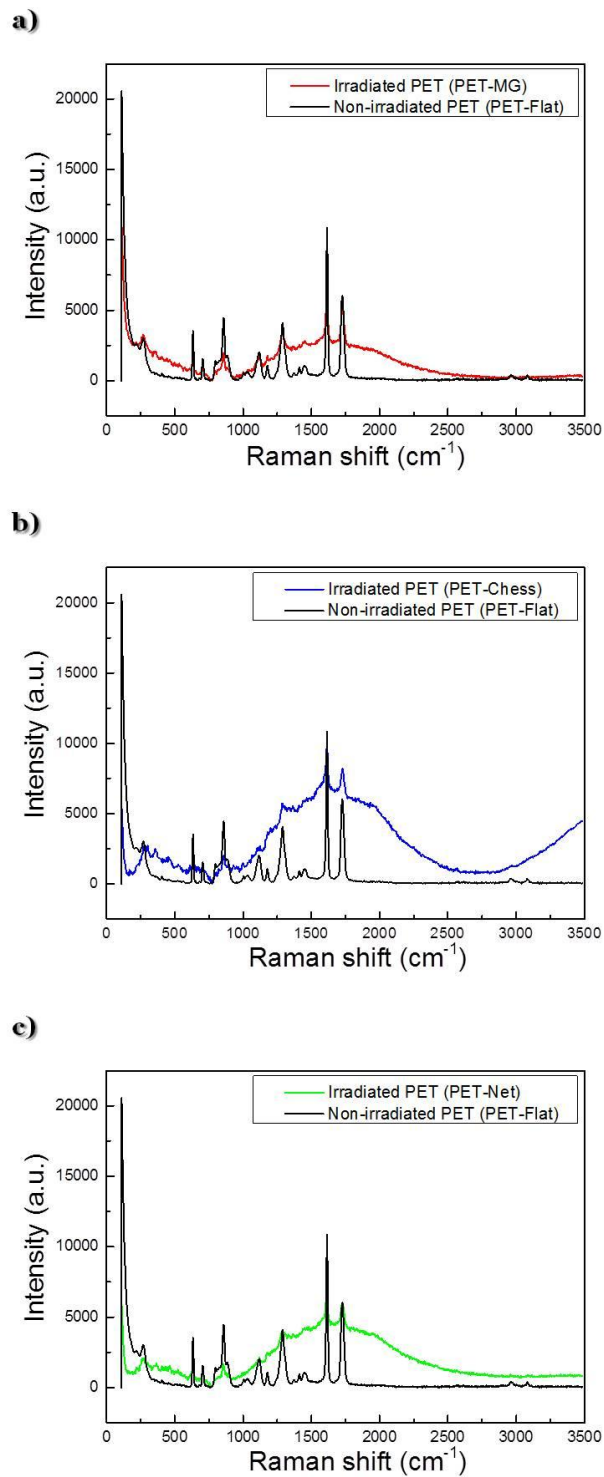 a)
Irradiated PET (PET-MG)
Non-irradiated PET (PET-Flat)
20000
15000
10000
5000
0
Intensity (a.u.)
0 500 1000 1500 2000 2500 3000 3500
Raman shift (cm⁻¹)
b)
Irradiated PET (PET-Chess)
Non-irradiated PET (PET-Flat)
20000
15000
10000
5000
0
Intensity (a.u.)
0 500 1000 1500 2000 2500 3000 3500
Raman shift (cm⁻¹)
c)
Irradiated PET (PET-Net)
Non-irradiated PET (PET-Flat)
20000
15000
10000
5000
0
Intensity (a.u.)
0 500 1000 1500 2000 2500 3000 3500
Raman shift (cm⁻¹)